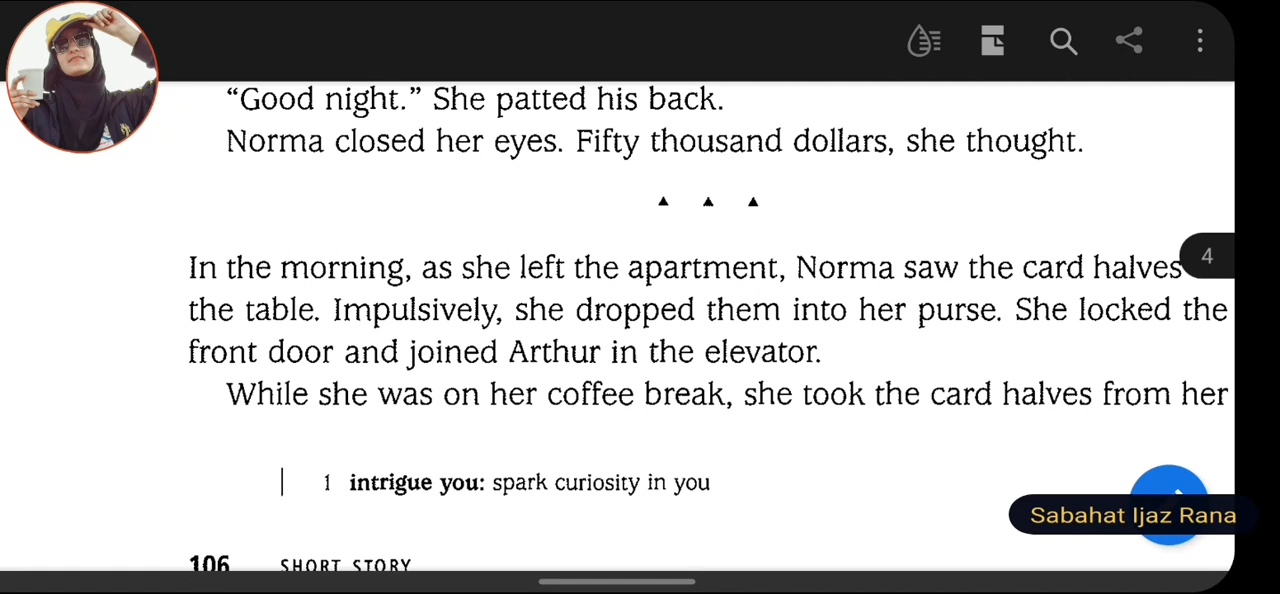 “Good night.” She patted his back.
Norma closed her eyes. Fifty thousand dollars, she thought.
In the morning, as she left the apartment, Norma saw the card halves
4
the table. Impulsively, she dropped them into her purse. She locked the
front door and joined Arthur in the elevator.
While she was on her coffee break, she took the card halves from her
1 intrigue you: spark curiosity in you
Sabahat Ijaz Rana
106 SHORT STORY